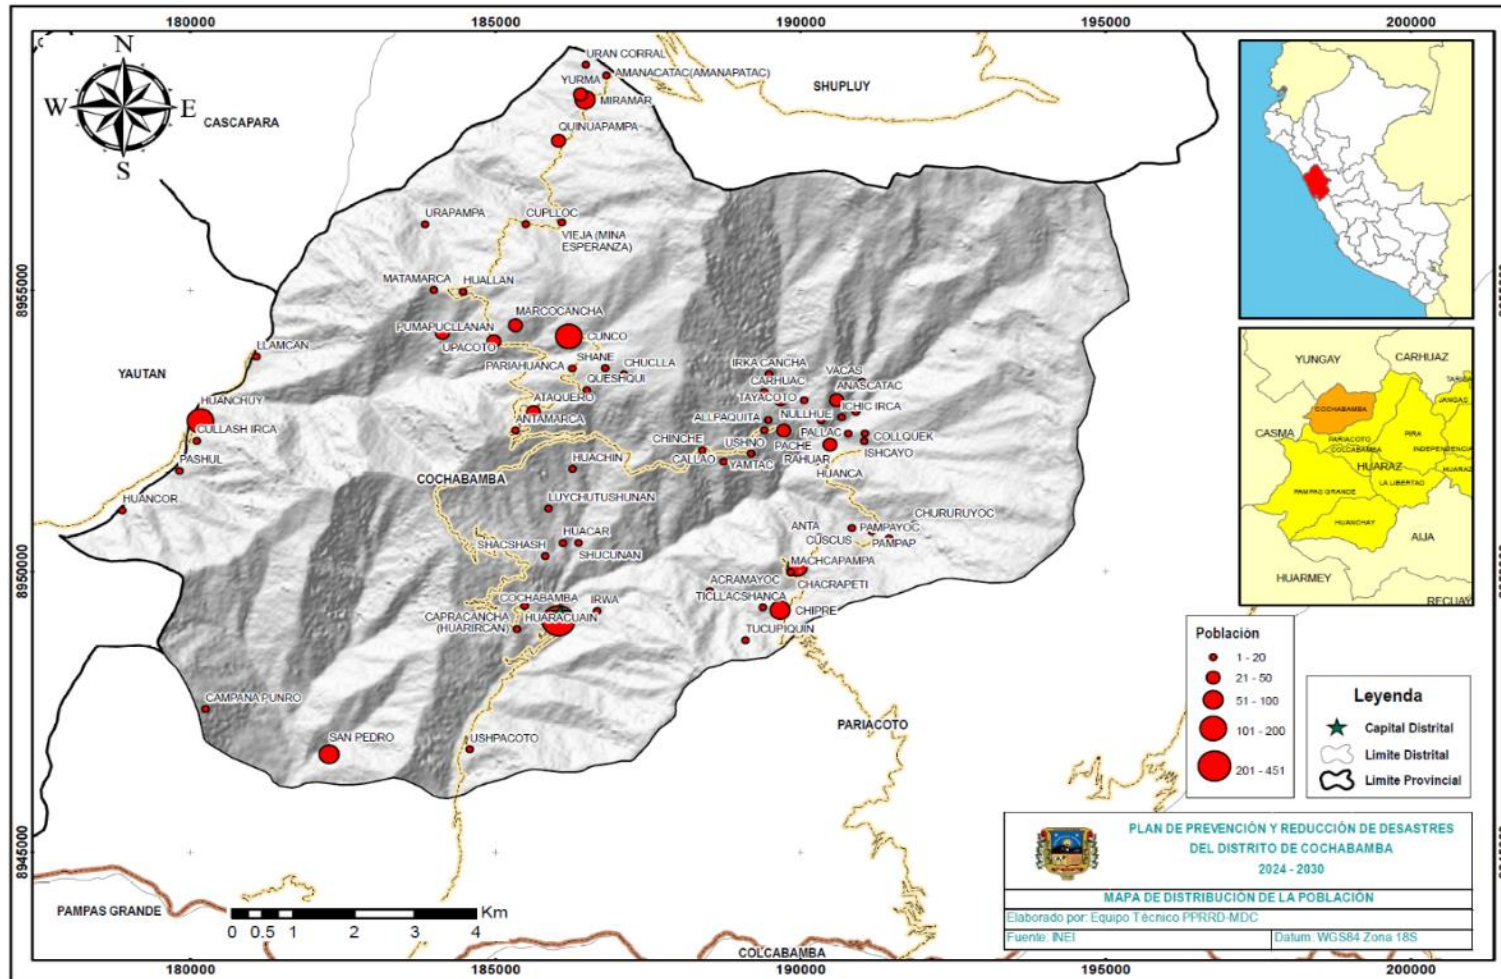 180000
185000
190000
195000
200000
N
W
E
S
URAN CORRAL
AMANACATAC(AMANAPATAC)
YURMA
MIRAMAR
SHUPLUY
CASCAPARA
QUINUAPAMPA
URAPAMPA
CUPLLOC
VIEJA (MINA
ESPERANZA)
MATAMARCA
HUALLAN
8955000
MARCOCANCHA
PUMAPUCLLANAN
CUNCO
UPACOTO
LLAMCAN
SHANE
PARIAHUANCA
CHUCLLA
IRKA CANCHA
VACAS
YAUTAN
QUESHQUI
CARHUAC
ANASCATAC
HUANCHUY
ATAQUERO
TAYACOTO
ICHIC IRCA
ANTAMARCA
ALLPAQUITA
NULLHUE
CULLASH IRCA
CHINCHE
USHNO
PALLAC
COLLQUEK
PACHE
ISHCAYO
PASHUL
CALLAO
YAMTAC
RAHUAR
HUACHIN
HUANCA
COCHABAMBA
HUANCOR
LUYCHUTUSHUNAN
CHURURUYOC
ANTA
PAMPAYOC
HUACAR
CUSCUS
PAMPAP
SHACSHASH
SHUCUNAN
MACHCAPAMPA
8950000
ACRAMAYOC
CHACRAPETI
TICLLACSHANCA
COCHABAMBA
IRWA
CHIPRE
CAPRACANCHA
(HUARIRCAN)
HUARACUAIN
TUCUPIQUIN
CAMPANA PUNRO
SAN PEDRO
USHPACOTO
PARIACOTO
8945000
PAMPAS GRANDE
COLCABAMBA
Km
0 0.5 1 2 3 4
YUNGAY
CARHUAZ
COCHABAMBA
JANGAS
CASMA
PARIACOTO
PIRA
COLCABAMBA
INDEPENDENCIA
HUARAZ
HUARAZ
LA LIBERTAD
PAMPAS GRANDE
HUANCHAY
AIJA
HUARMEY
RECUAY
Población
1 - 20
21 - 50
51 - 100
101 - 200
201 - 451
Leyenda
Capital Distrital
Limite Distrital
Limite Provincial
PLAN DE PREVENCIÓN Y REDUCCIÓN DE DESASTRES
DEL DISTRITO DE COCHABAMBA
2024 - 2030
MAPA DE DISTRIBUCIÓN DE LA POBLACIÓN
Elaborado por: Equipo Técnico PPRRD-MDC
Fuente: INEI
Datum: WGS84 Zona 18S
180000
185000
190000
195000
200000